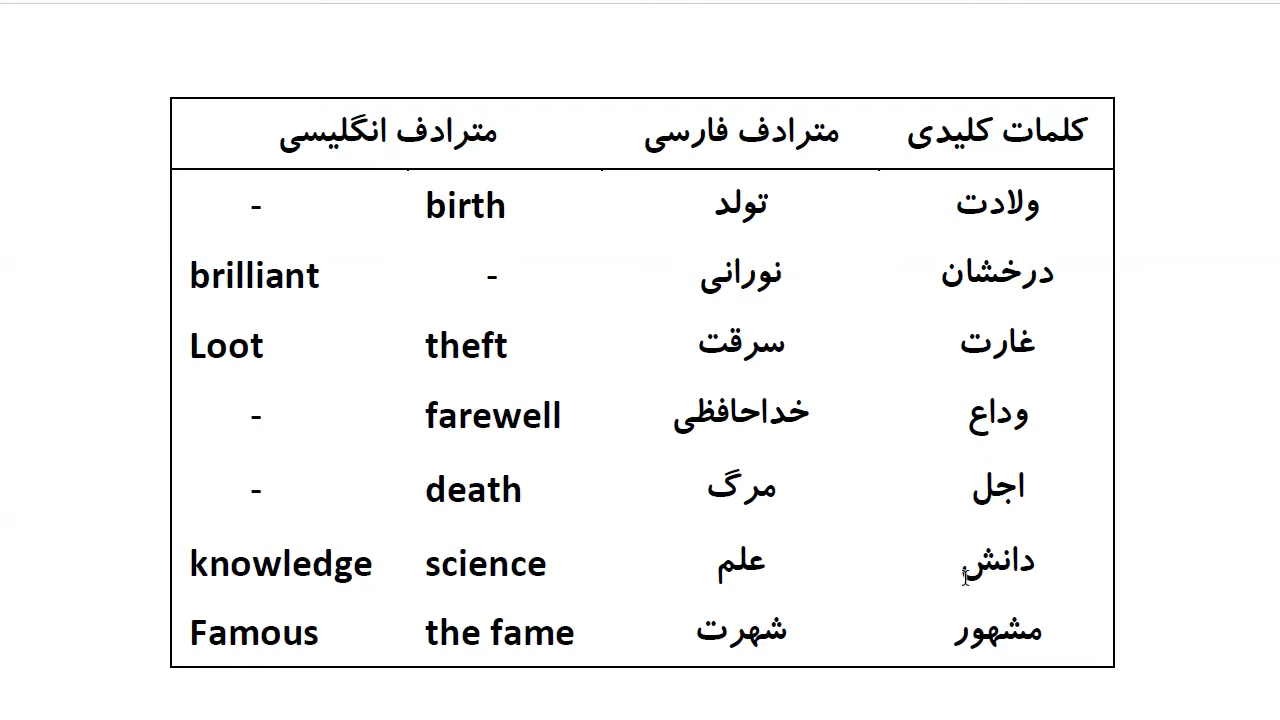 کلمات کلیدی مترادف فارسی مترادف انگلیسی
ولادت تولد birth -
درخشان نورانی - brilliant
غارت سرقت theft Loot
وداع خداحافظی farewell -
اجل مرگ death -
دانش علم science knowledge
مشهور شهرت the fame Famous